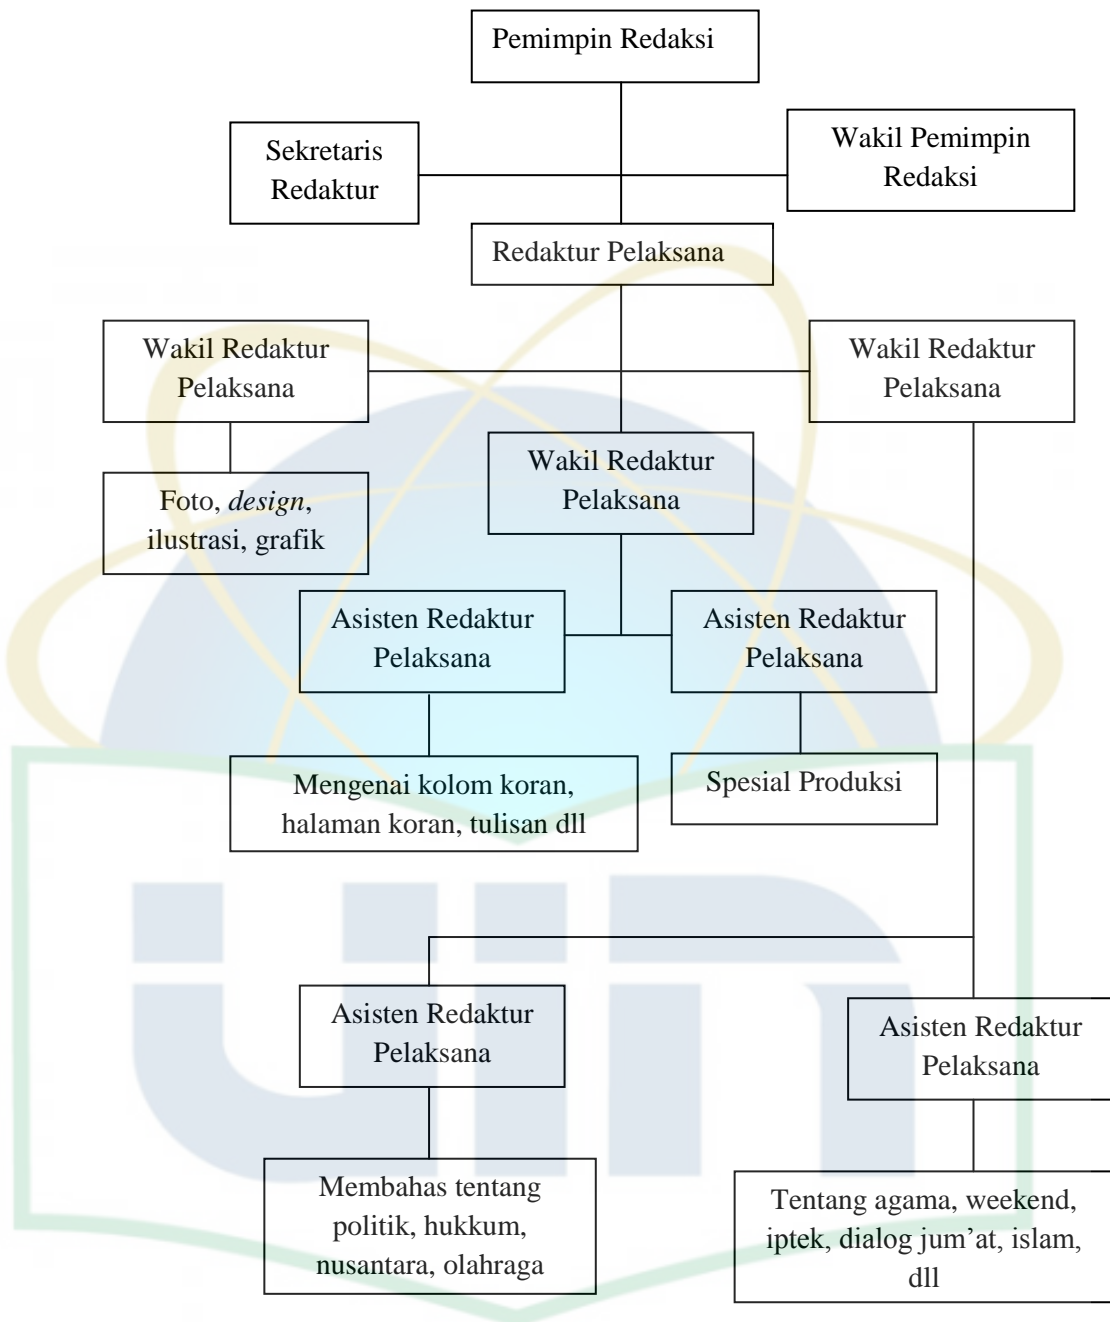 Pemimpin Redaksi
Sekretaris
Redaktur
Wakil Pemimpin
Redaksi
Redaktur Pelaksana
Wakil Redaktur
Pelaksana
Wakil Redaktur
Pelaksana
Wakil Redaktur
Pelaksana
Foto, design,
ilustrasi, grafik
Asisten Redaktur
Pelaksana
Asisten Redaktur
Pelaksana
Mengenai kolom koran,
halaman koran, tulisan dll
Spesial Produksi
Asisten Redaktur
Pelaksana
Asisten Redaktur
Pelaksana
Membahas tentang
politik, hukkum,
nusantara, olahraga
Tentang agama, weekend,
iptek, dialog jum’at, islam,
dll
uin